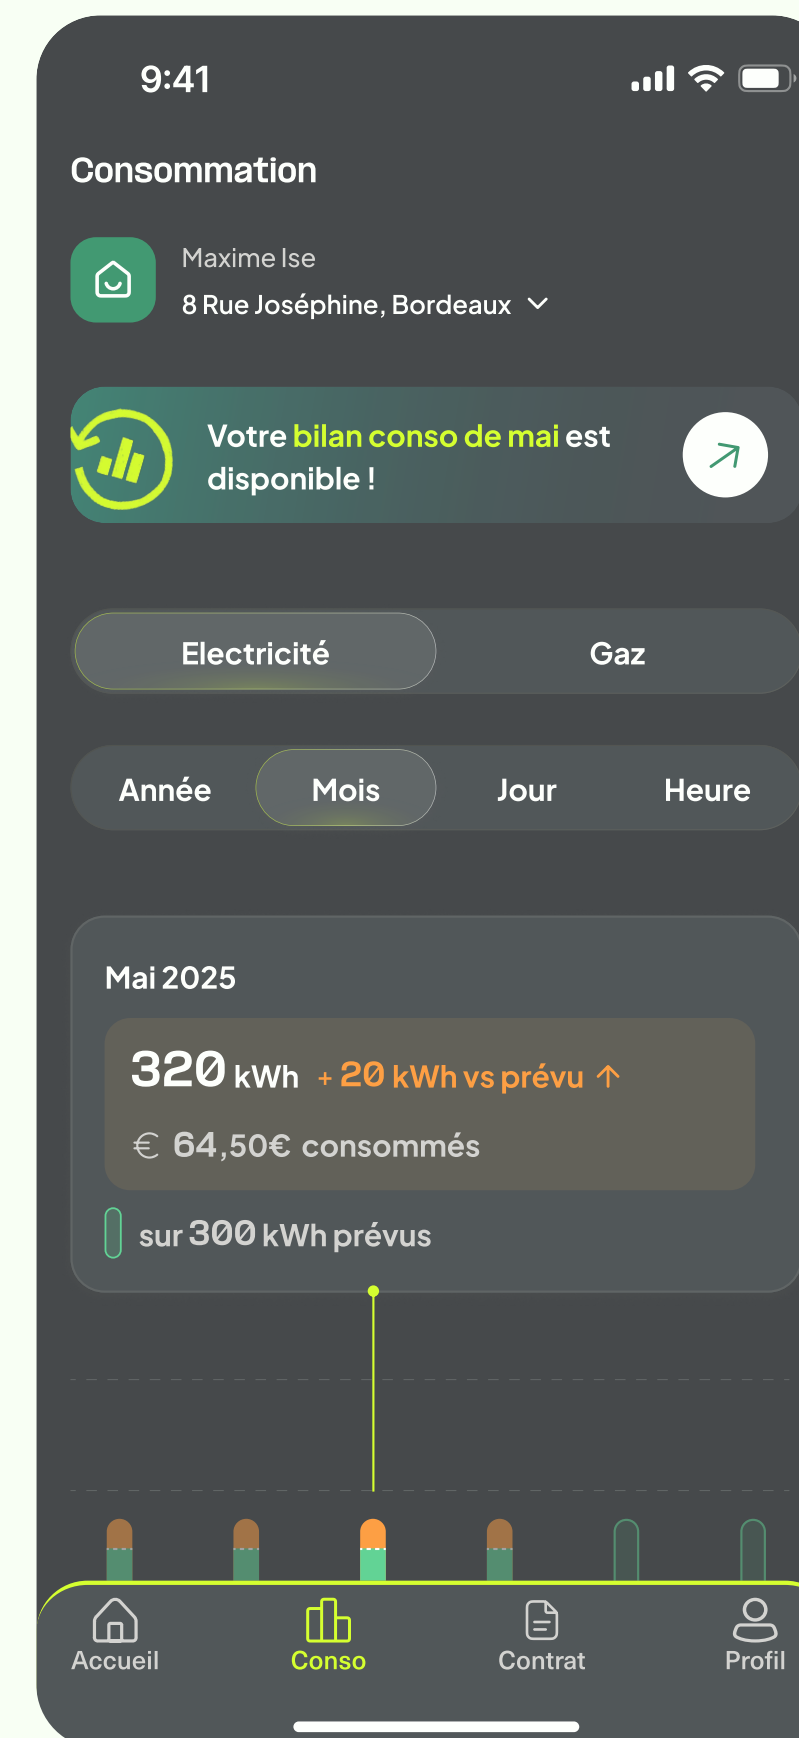 9:41
Consommation
Maxime Ise
8 Rue Joséphine, Bordeaux
Votre bilan conso de mai est
disponible !
Electricité Gaz
Année Mois Jour Heure
Mai 2025
320 kWh + 20 kWh vs prévu ↑
€ 64,50€ consommés
sur 300 kWh prévus
Accueil Conso Contrat Profil